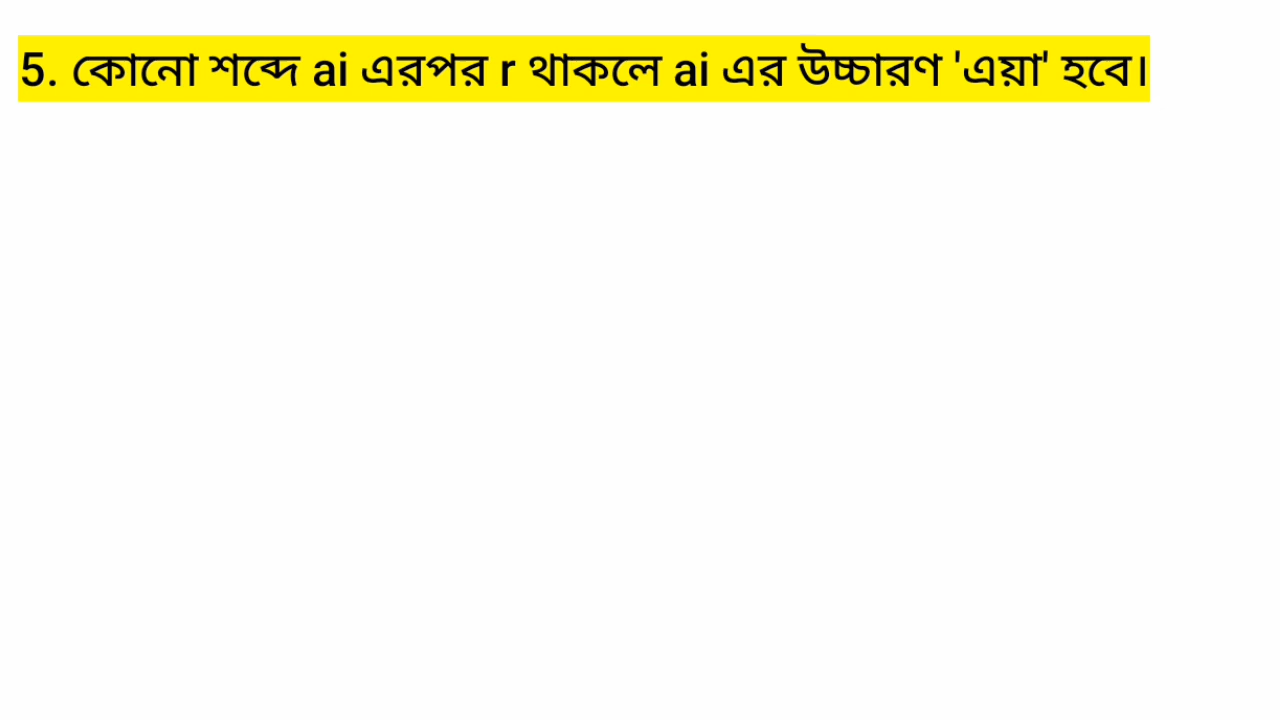 5. কোনো শব্দে ai এরপর r থাকলে ai এর উচ্চারণ 'এয়া' হবে।